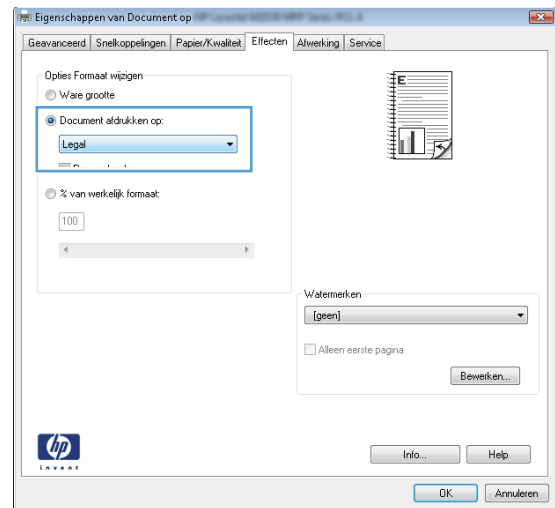 Eigenschappen van Document op
Geavanceerd Snelkoppelingen Papier/Kwaliteit Effecten Afwerking Service
Opties Formaat wijzigen
Ware grootte
Document afdrukken op:
Legal
% van werkelijk formaat:
100
E
Watermerken
[geen]
Alleen eerste pagina
Bewerken...
hp
invent
Info... Help
OK Annuleren